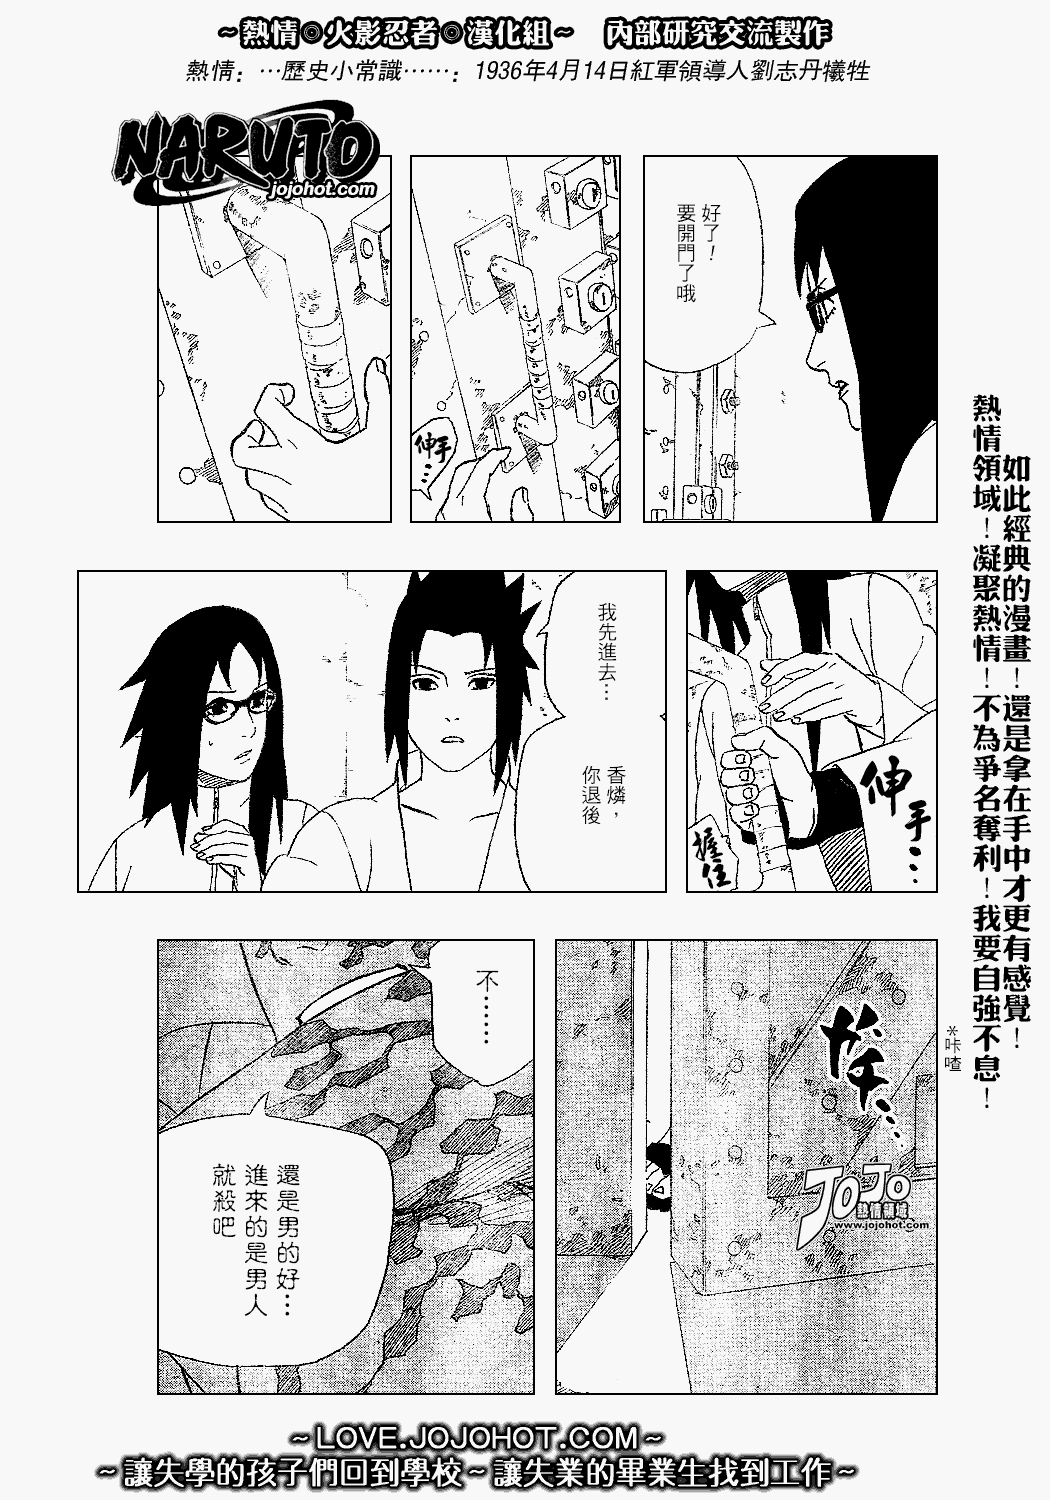 ~熱情◎火影忍者◎漢化組~ 內部研究交流製作
熱情：…歷史小常識……：1936年4月14日紅軍領導人劉志丹犧牲
NARUTO
jojohot.com
好了！
要開門了哦
伸手…
伸手…
握住
我先進去…
香燐，
你退後
ガチ…
*咔喳
不……
還是男的好…
進來的是男人
就殺吧
如此經典的漫畫！還是拿在手中才更有感覺！
熱情領域！凝聚熱情！不為爭名奪利！我要自強不息！
JOJO
熱情領域
www.jojohot.com
~LOVE.JOJOHOT.COM~
~讓失學的孩子們回到學校~讓失業的畢業生找到工作~